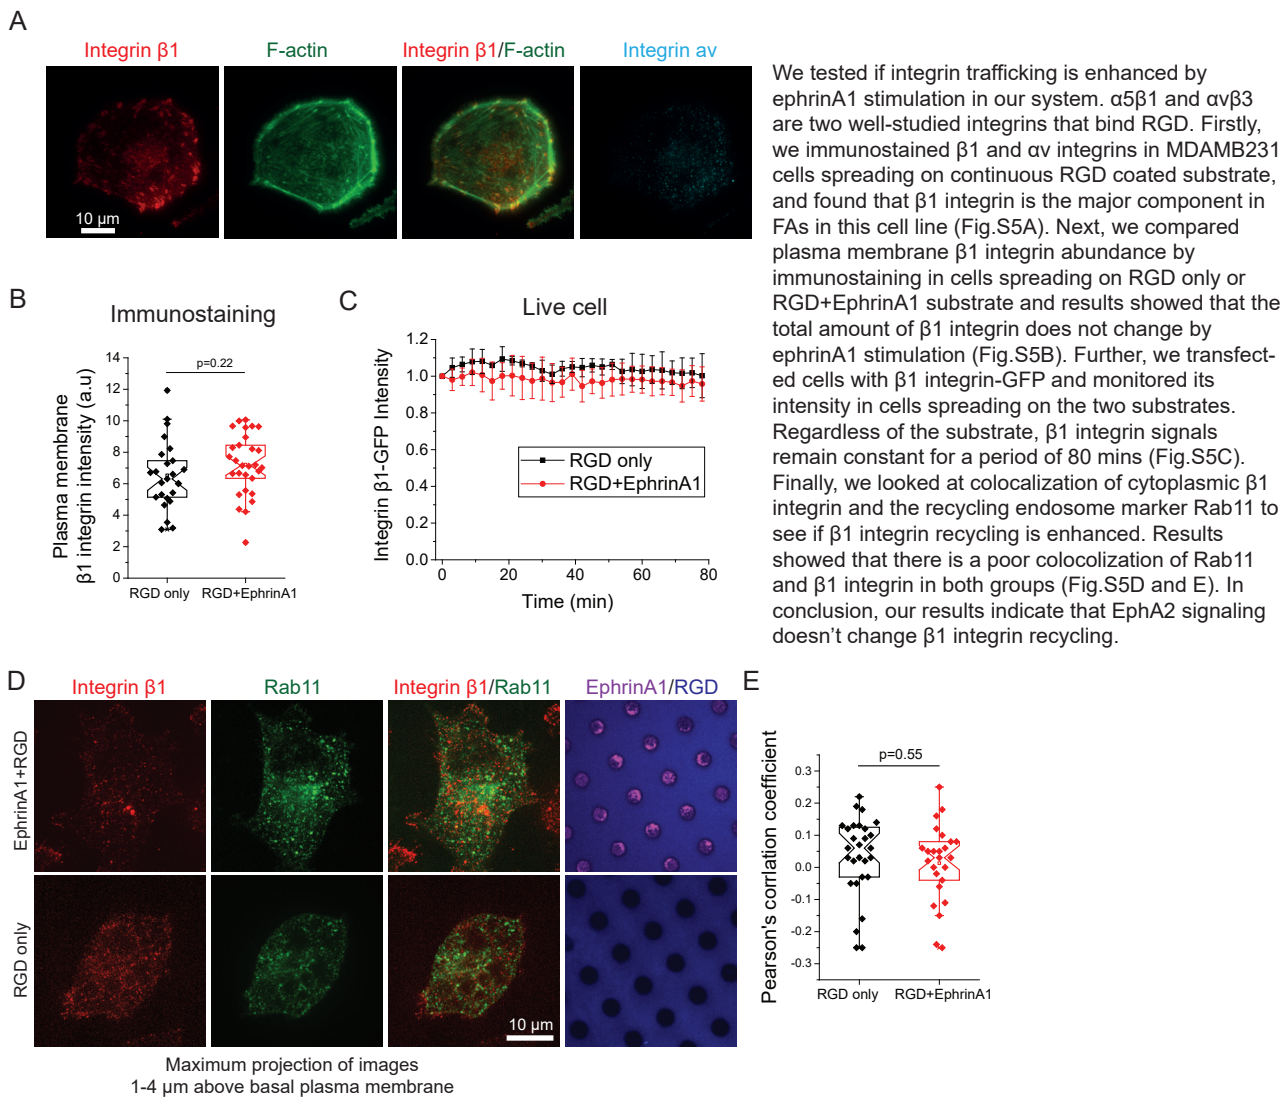 A
Integrin β1
F-actin
Integrin β1/F-actin
Integrin av
10 µm
We tested if integrin trafficking is enhanced by
ephrinA1 stimulation in our system. α5β1 and αvβ3
are two well-studied integrins that bind RGD. Firstly,
we immunostained β1 and αv integrins in MDAMB231
cells spreading on continuous RGD coated substrate,
and found that β1 integrin is the major component in
FAs in this cell line (Fig.S5A). Next, we compared
plasma membrane β1 integrin abundance by
immunostaining in cells spreading on RGD only or
RGD+EphrinA1 substrate and results showed that the
total amount of β1 integrin does not change by
ephrinA1 stimulation (Fig.S5B). Further, we transfect-
ed cells with β1 integrin-GFP and monitored its
intensity in cells spreading on the two substrates.
Regardless of the substrate, β1 integrin signals
remain constant for a period of 80 mins (Fig.S5C).
Finally, we looked at colocalization of cytoplasmic β1
integrin and the recycling endosome marker Rab11 to
see if β1 integrin recycling is enhanced. Results
showed that there is a poor colocolization of Rab11
and β1 integrin in both groups (Fig.S5D and E). In
conclusion, our results indicate that EphA2 signaling
doesn't change β1 integrin recycling.
B
Immunostaining
Plasma membrane
β1 integrin intensity (a.u)
14
12
10
8
6
4
2
0
p=0.22
RGD only
RGD+EphrinA1
C
Live cell
Integrin β1-GFP Intensity
1.2
1.0
0.8
0.6
0.4
0.2
0.0
RGD only
RGD+EphrinA1
0
20
40
60
80
Time (min)
D
Integrin β1
Rab11
Integrin β1/Rab11
EphrinA1/RGD
EphrinA1+RGD
RGD only
10 µm
Maximum projection of images
1-4 µm above basal plasma membrane
E
Pearson's corrlation coefficient
0.3
0.2
0.1
0.0
-0.1
-0.2
-0.3
p=0.55
RGD only
RGD+EphrinA1